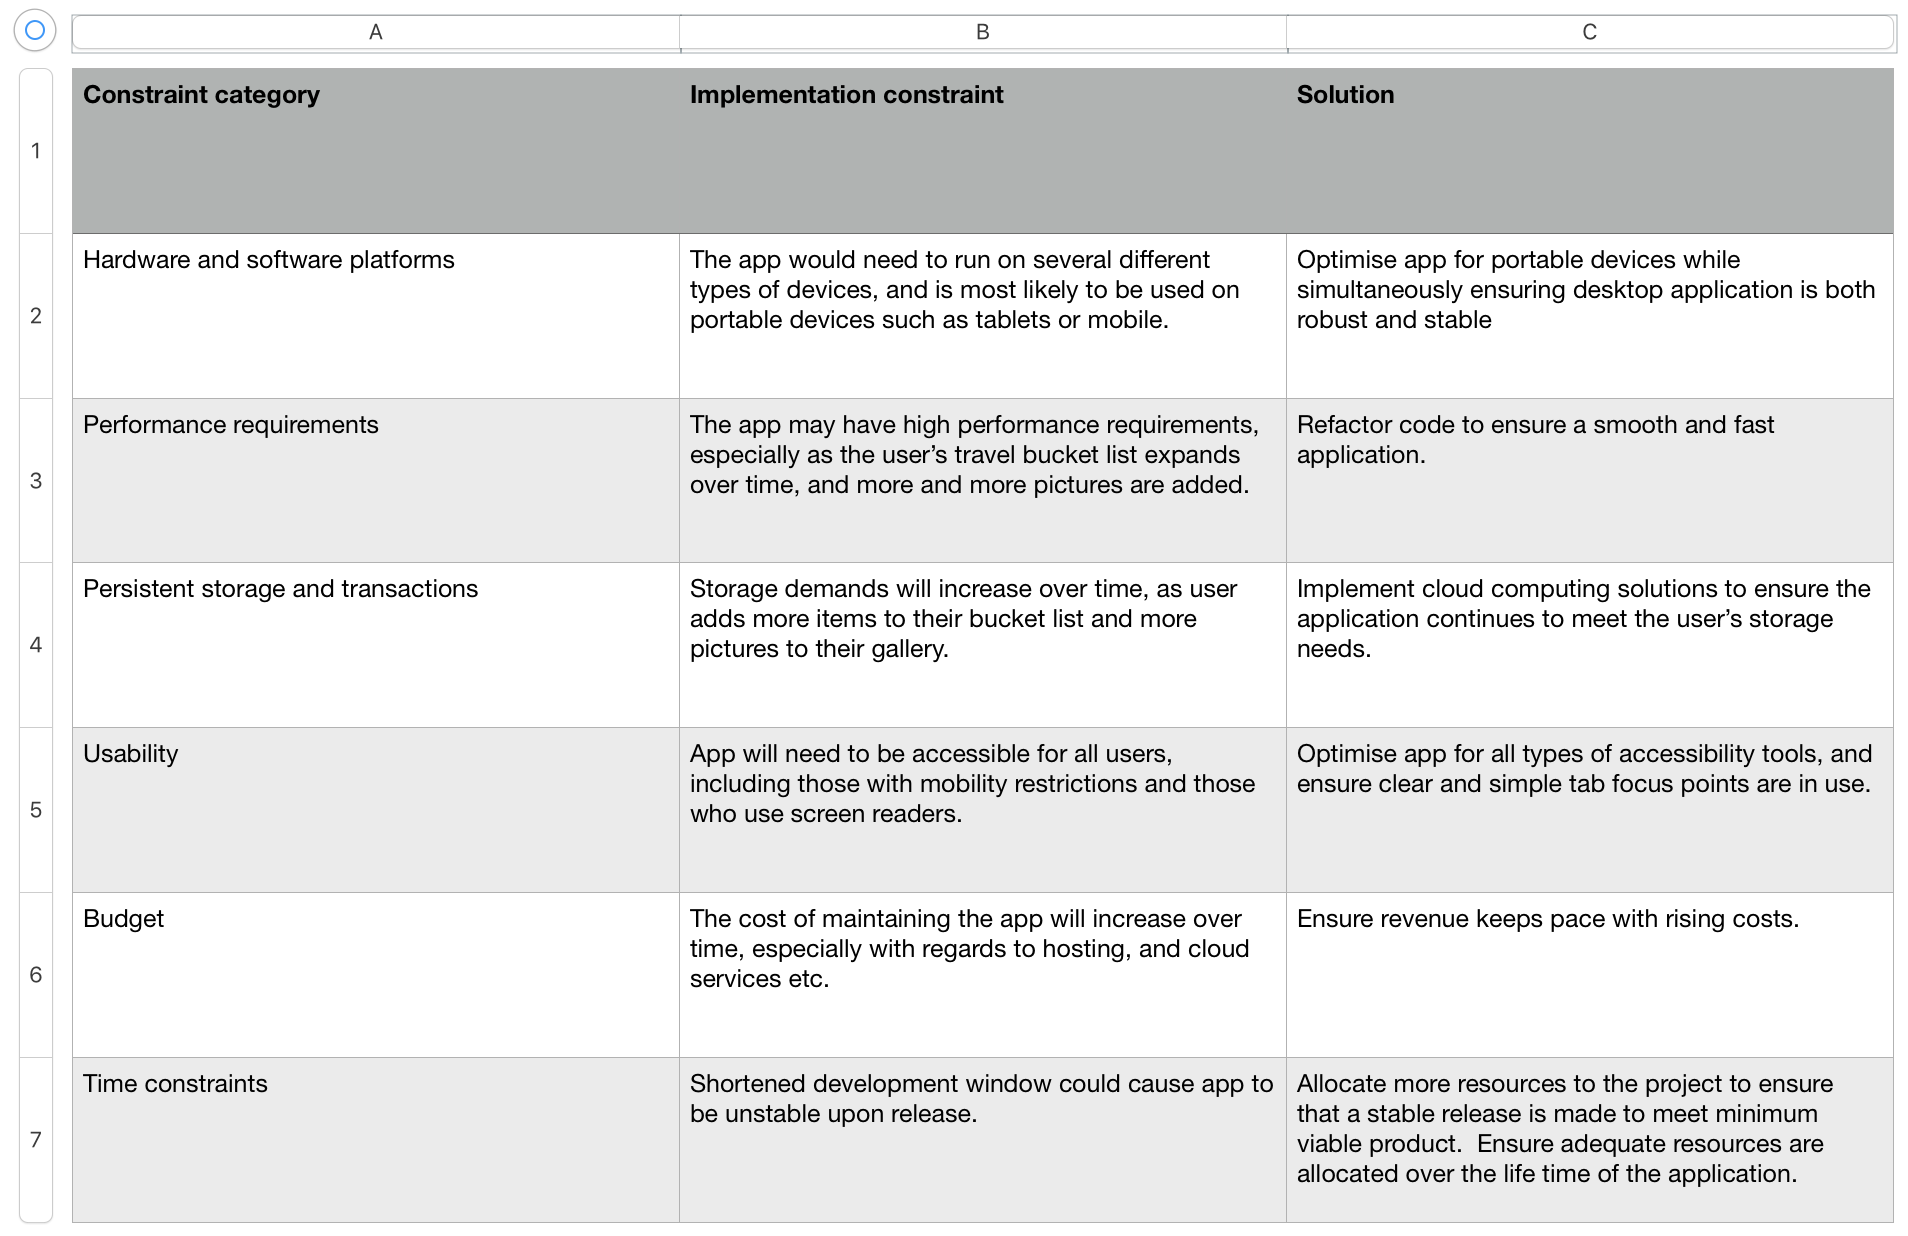 A
B
C
1
Constraint category
Implementation constraint
Solution
2
Hardware and software platforms
The app would need to run on several different
types of devices, and is most likely to be used on
portable devices such as tablets or mobile.
Optimise app for portable devices while
simultaneously ensuring desktop application is both
robust and stable
3
Performance requirements
The app may have high performance requirements,
especially as the user’s travel bucket list expands
over time, and more and more pictures are added.
Refactor code to ensure a smooth and fast
application.
4
Persistent storage and transactions
Storage demands will increase over time, as user
adds more items to their bucket list and more
pictures to their gallery.
Implement cloud computing solutions to ensure the
application continues to meet the user’s storage
needs.
5
Usability
App will need to be accessible for all users,
including those with mobility restrictions and those
who use screen readers.
Optimise app for all types of accessibility tools, and
ensure clear and simple tab focus points are in use.
6
Budget
The cost of maintaining the app will increase over
time, especially with regards to hosting, and cloud
services etc.
Ensure revenue keeps pace with rising costs.
7
Time constraints
Shortened development window could cause app to
be unstable upon release.
Allocate more resources to the project to ensure
that a stable release is made to meet minimum
viable product.  Ensure adequate resources are
allocated over the life time of the application.